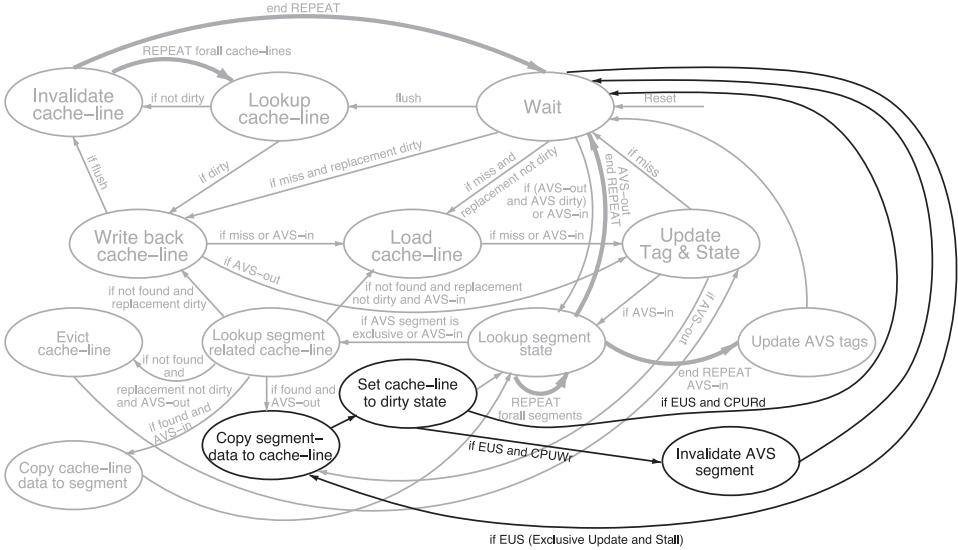 end REPEAT
REPEAT forall cache–lines
Invalidate
cache–line
if not dirty
Lookup
cache–line
flush
Wait
Reset
if flush
if dirty
if miss and replacement dirty
if miss and
replacement not dirty
if (AVS–out
and AVS dirty)
or AVS–in
AVS–out
end REPEAT
if miss
Write back
cache–line
if miss or AVS–in
Load
cache–line
if miss or AVS–in
Update
Tag & State
if AVS–out
if not found and
replacement dirty
if not found and replacement
not dirty and AVS–in
if AVS–in
if AVS–out
Evict
cache–line
Lookup segment
related cache–line
if AVS segment is
exclusive or AVS–in
Lookup segment
state
Update AVS tags
if not found
and
replacement not dirty
and AVS–out
if found and
AVS–out
Set cache–line
to dirty state
REPEAT
forall segments
end REPEAT
AVS–in
if EUS and CPURd
if found and
AVS–in
Copy segment–
data to cache–line
if EUS and CPUWr
Invalidate AVS
segment
Copy cache–line
data to segment
if EUS (Exclusive Update and Stall)